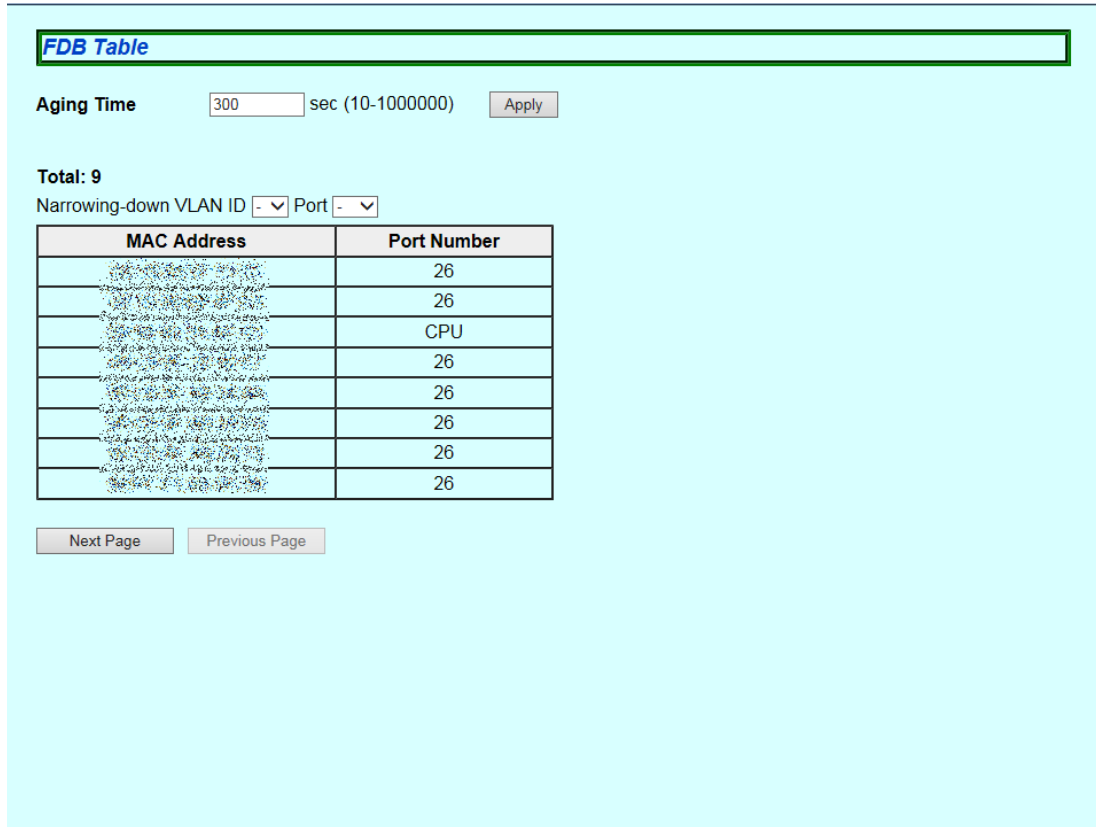 FDB Table
Aging Time 300 sec (10-1000000) Apply
Total: 9
Narrowing-down VLAN ID - Port -
MAC Address Port Number
26
26
CPU
26
26
26
26
26
Next Page Previous Page